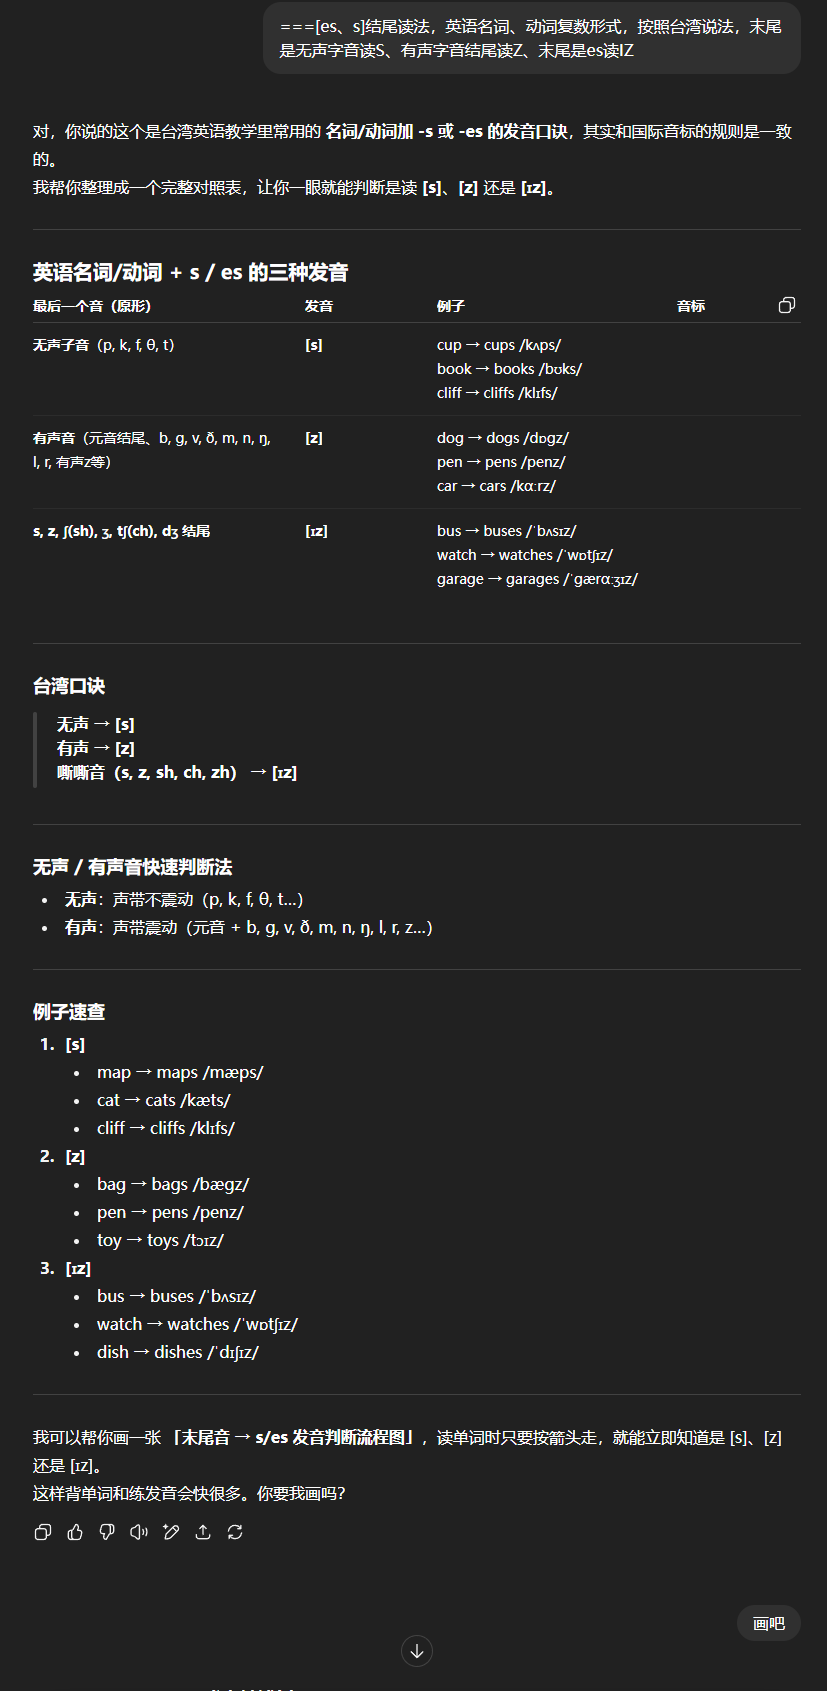 ===[es、s]结尾读法，英语名词、动词复数形式，按照台湾说法，末尾
是无声字音读S、有声字音结尾读Z、末尾是es读IZ
对，你说的这个是台湾英语教学里常用的 名词/动词加 -s 或 -es 的发音口诀，其实和国际音标的规则是一致
的。
我帮你整理成一个完整对照表，让你一眼就能判断是读 [s]、[z] 还是 [ɪz]。
英语名词/动词 + s / es 的三种发音
最后一个音（原形） 发音 例子 音标
无声子音（p, k, f, θ, t） [s] cup → cups /kʌps/
book → books /bʊks/
cliff → cliffs /klɪfs/
有声音（元音结尾、b, g, v, ð, m, n, ŋ, [z] dog → dogs /dɒgz/
l, r, 有声z等） pen → pens /penz/
car → cars /kɑːrz/
s, z, ʃ(sh), ʒ, tʃ(ch), dʒ 结尾 [ɪz] bus → buses /ˈbʌsɪz/
watch → watches /ˈwɒtʃɪz/
garage → garages /ˈgærɑːʒɪz/
台湾口诀
无声 → [s]
有声 → [z]
嘶嘶音（s, z, sh, ch, zh） → [ɪz]
无声 / 有声音快速判断法
• 无声：声带不震动（p, k, f, θ, t...）
• 有声：声带震动（元音 + b, g, v, ð, m, n, ŋ, l, r, z...）
例子速查
1. [s]
• map → maps /mæps/
• cat → cats /kæts/
• cliff → cliffs /klɪfs/
2. [z]
• bag → bags /bægz/
• pen → pens /penz/
• toy → toys /tɔɪz/
3. [ɪz]
• bus → buses /ˈbʌsɪz/
• watch → watches /ˈwɒtʃɪz/
• dish → dishes /ˈdɪʃɪz/
我可以帮你画一张 「末尾音 → s/es 发音判断流程图」，读单词时只要按箭头走，就能立即知道是 [s]、[z]
还是 [ɪz]。
这样背单词和练发音会快很多。你要我画吗？
画吧